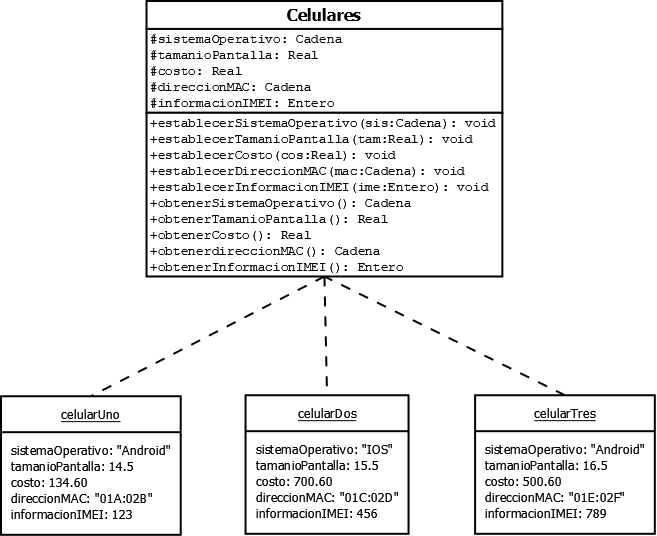 Celulares
#sistemaOperativo: Cadena
#tamanioPantalla: Real
#costo: Real
#direccionMAC: Cadena
#informacionIMEI: Entero
+establecerSistemaOperativo(sis:Cadena): void
+establecerTamanioPantalla(tam:Real): void
+establecerCosto(cos:Real): void
+establecerDireccionMAC(mac:Cadena): void
+establecerInformacionIMEI(ime:Entero): void
+obtenerSistemaOperativo(): Cadena
+obtenerTamanioPantalla(): Real
+obtenerCosto(): Real
+obtenerdireccionMAC(): Cadena
+obtenerInformacionIMEI(): Entero
celularUno
sistemaOperativo: "Android"
tamanioPantalla: 14.5
costo: 134.60
direccionMAC: "01A:02B"
informacionIMEI: 123
celularDos
sistemaOperativo: "IOS"
tamanioPantalla: 15.5
costo: 700.60
direccionMAC: "01C:02D"
informacionIMEI: 456
celularTres
sistemaOperativo: "Android"
tamanioPantalla: 16.5
costo: 500.60
direccionMAC: "01E:02F"
informacionIMEI: 789